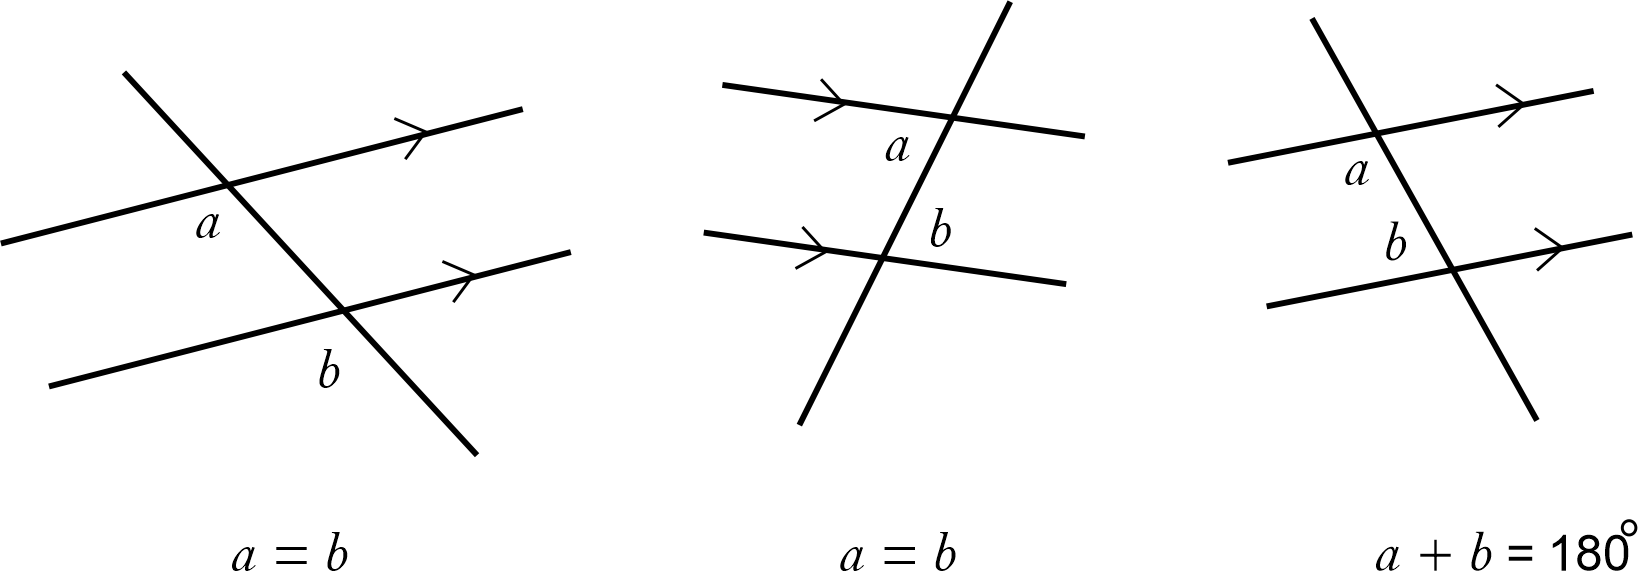 a a a
b b b
a = b a = b a + b = 180°